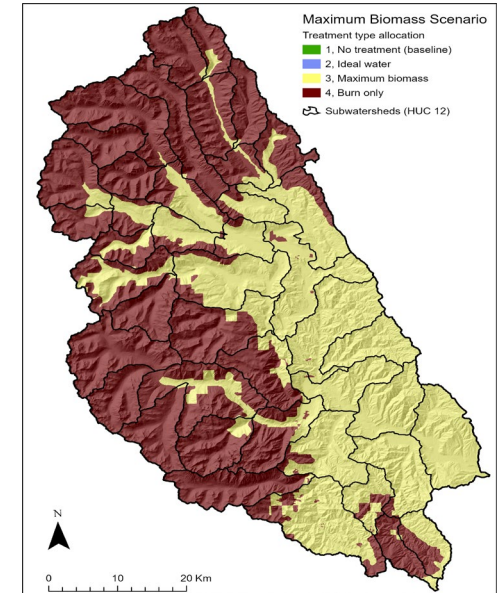 Maximum Biomass Scenario
Treatment type allocation
1, No treatment (baseline)
2, Ideal water
3, Maximum biomass
4, Burn only
Subwatersheds (HUC 12)
N
0 10 20 Km